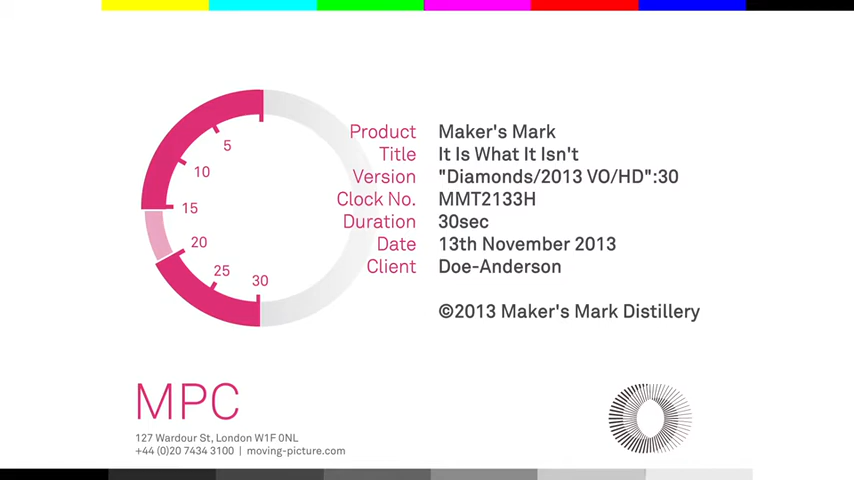 5
10
15
20
25
30
Product Maker's Mark
Title It Is What It Isn't
Version "Diamonds/2013 VO/HD":30
Clock No. MMT2133H
Duration 30sec
Date 13th November 2013
Client Doe-Anderson
©2013 Maker's Mark Distillery
MPC
127 Wardour St, London W1F 0NL
+44 (0)20 7434 3100 | moving-picture.com